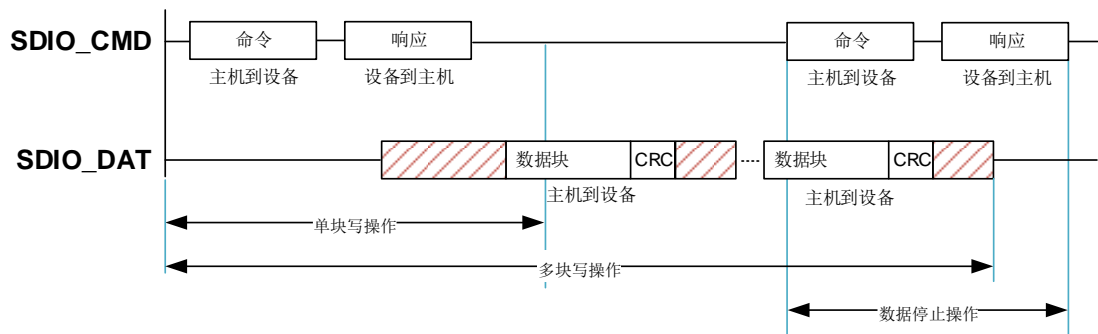 SDIO_CMD
命令
响应
命令
响应
主机到设备
设备到主机
主机到设备
设备到主机
SDIO_DAT
数据块
CRC
数据块
CRC
主机到设备
主机到设备
单块写操作
多块写操作
数据停止操作